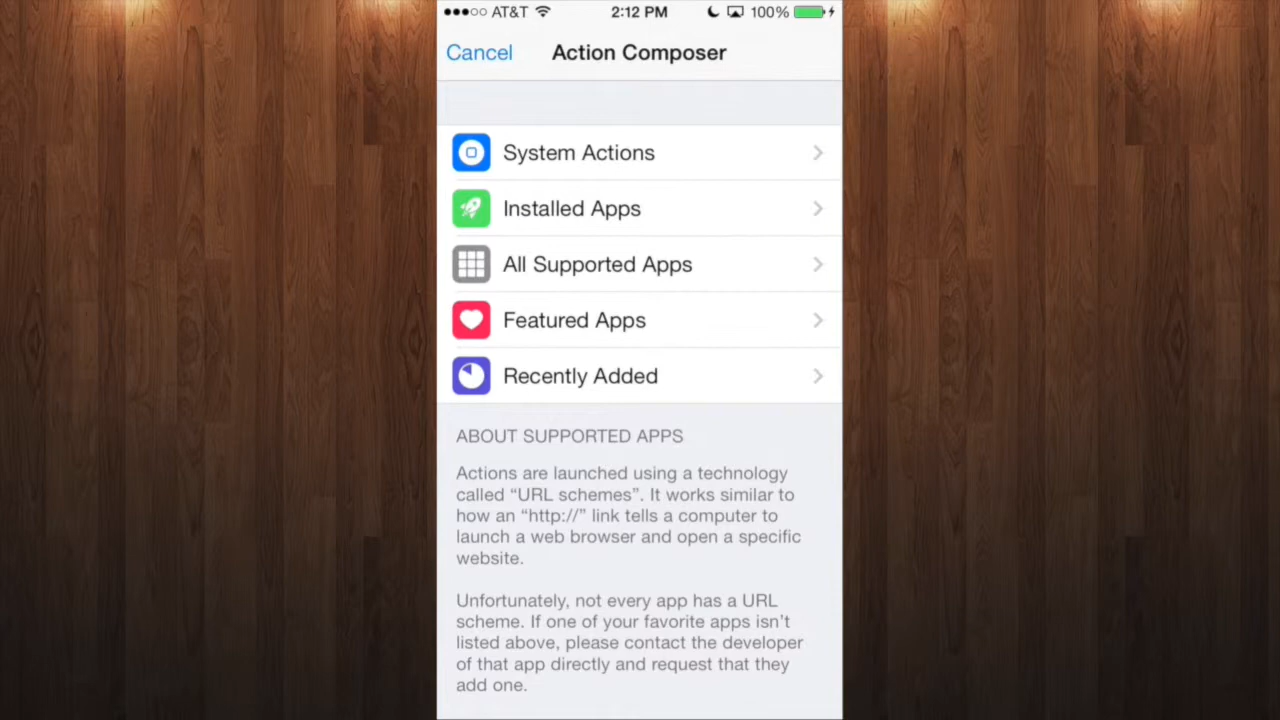 AT&T 2:12 PM 100%
Cancel Action Composer
System Actions
Installed Apps
All Supported Apps
Featured Apps
Recently Added
ABOUT SUPPORTED APPS
Actions are launched using a technology
called “URL schemes”. It works similar to
how an “http://” link tells a computer to
launch a web browser and open a specific
website.
Unfortunately, not every app has a URL
scheme. If one of your favorite apps isn’t
listed above, please contact the developer
of that app directly and request that they
add one.